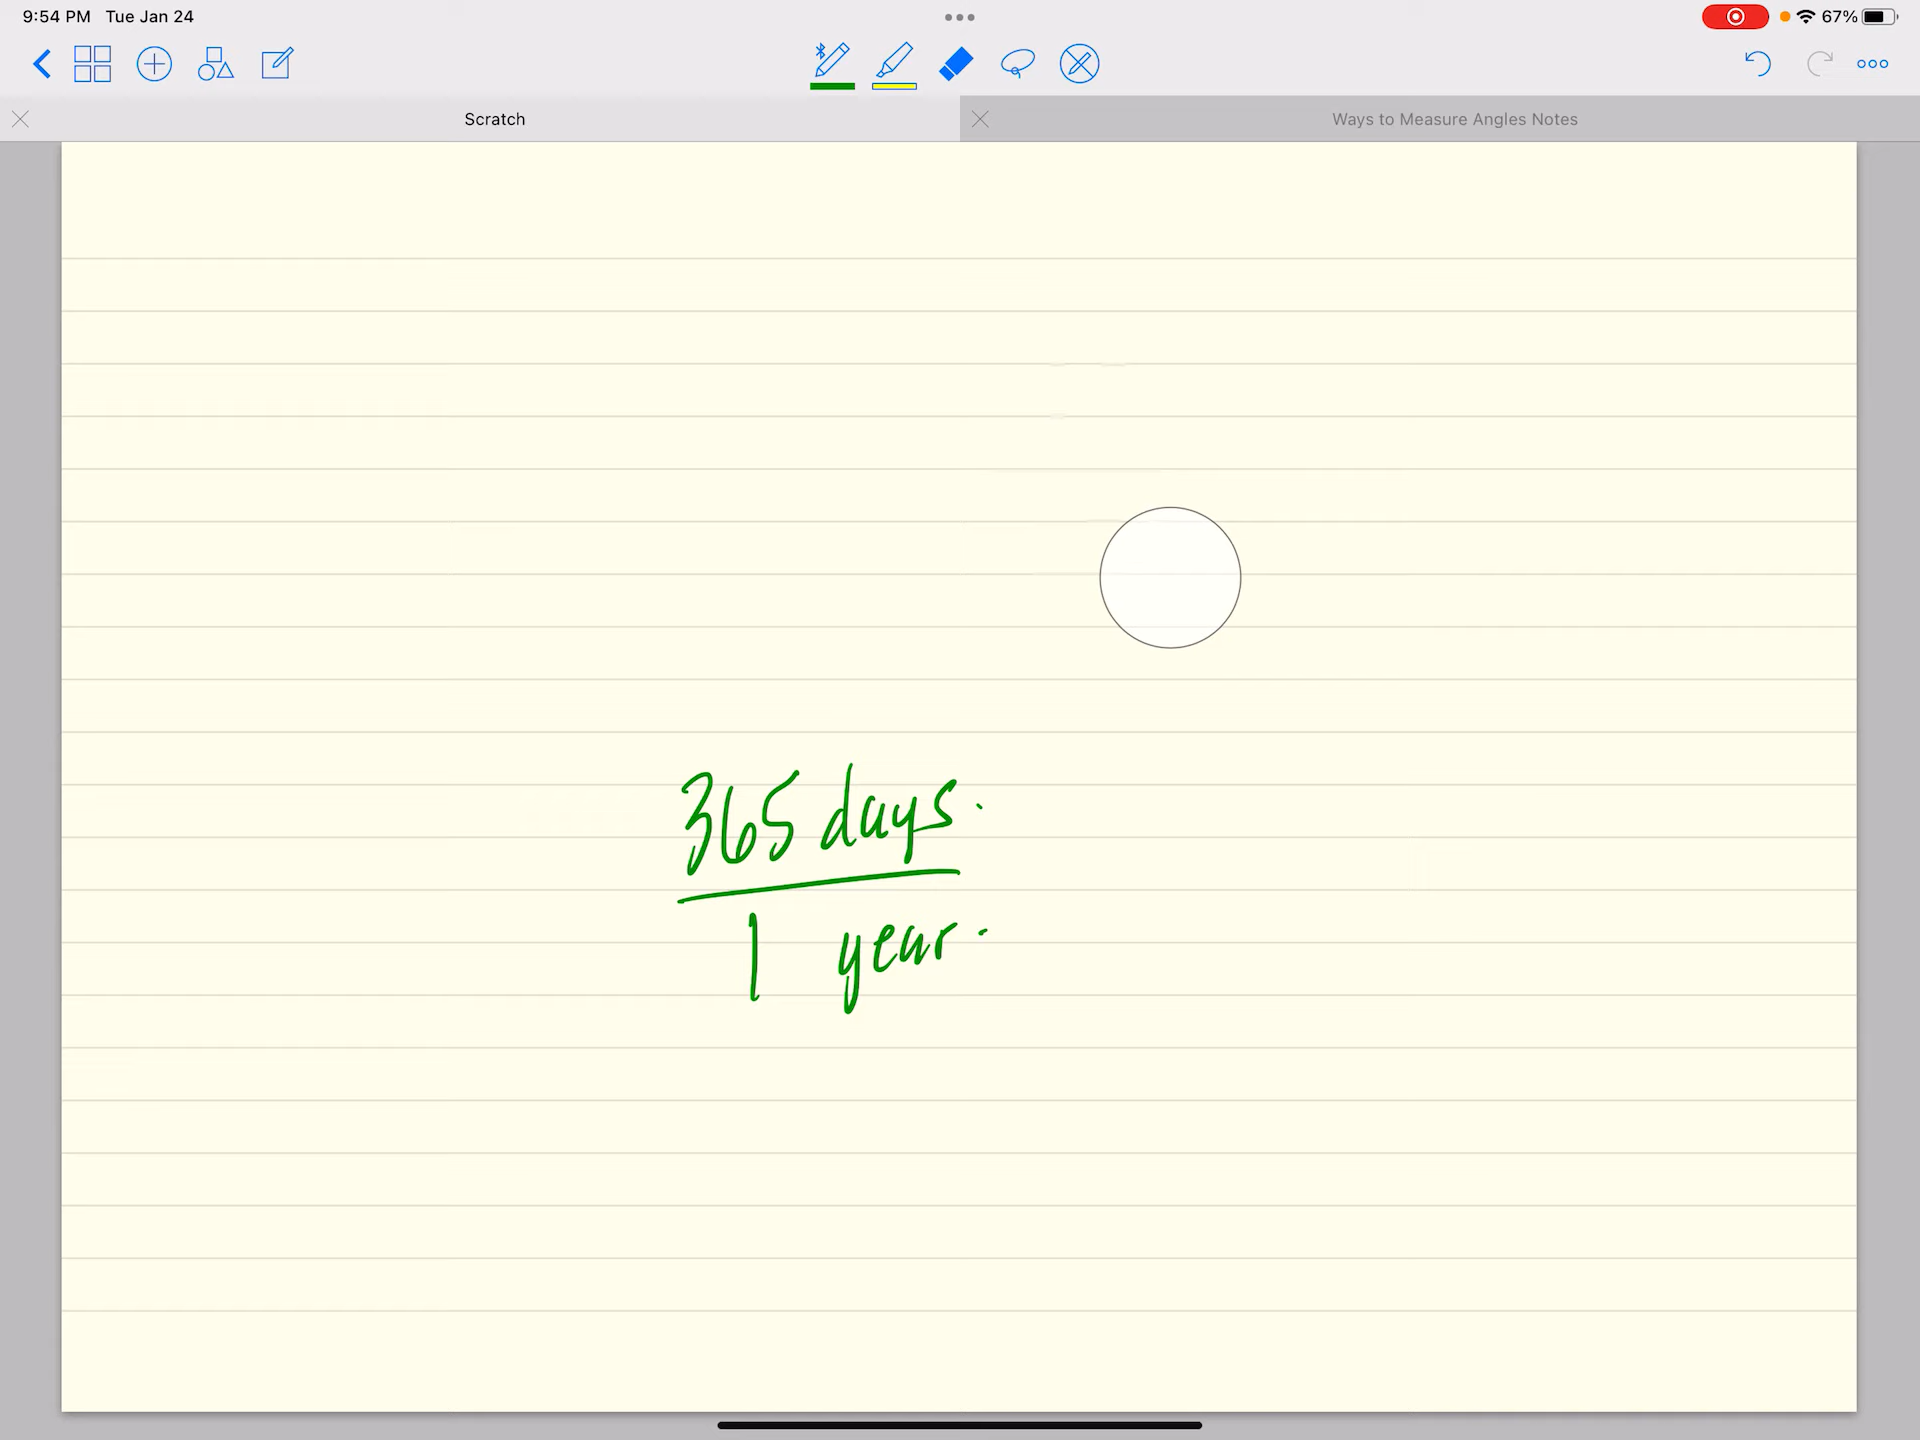 9:54 PM Tue Jan 24
67%
Scratch
Ways to Measure Angles Notes
365 days.
1 year.